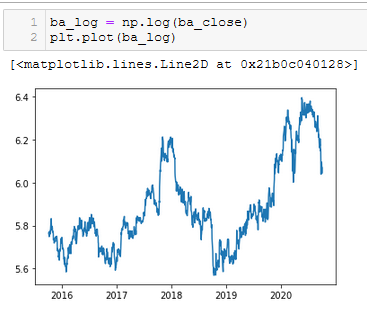 1 ba_log = np.log(ba_close)
2 plt.plot(ba_log)
[<matplotlib.lines.Line2D at 0x21b0c040128>]
6.4
6.2
6.0
5.8
5.6
2016 2017 2018 2019 2020